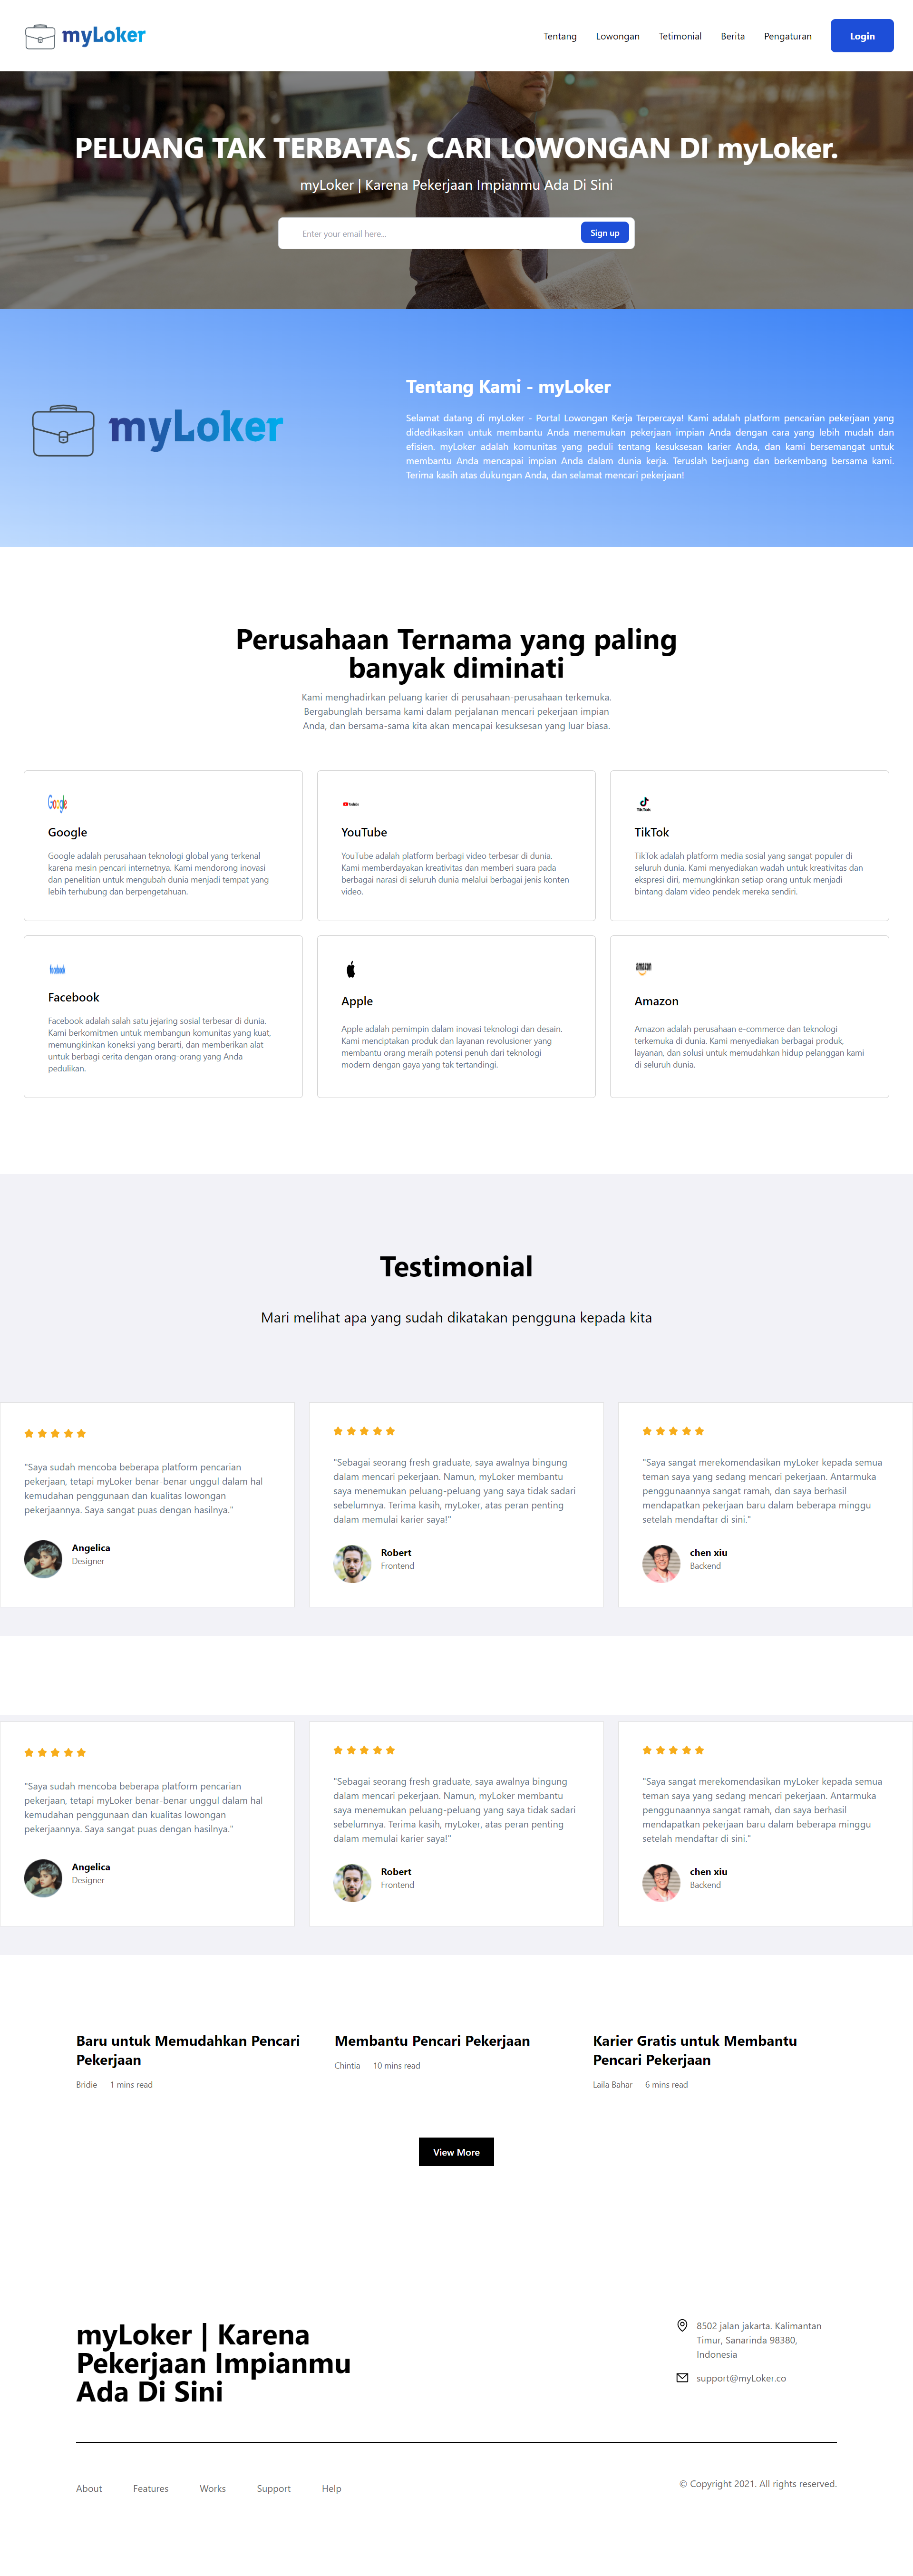 myLoker
Tentang
Lowongan
Tetimonial
Berita
Pengaturan
Login
PELUANG TAK TERBATAS, CARI LOWONGAN DI myLoker.
myLoker | Karena Pekerjaan Impianmu Ada Di Sini
Enter your email here...
Sign up
myLoker
Tentang Kami - myLoker
Selamat datang di myLoker - Portal Lowongan Kerja Terpercaya! Kami adalah platform pencarian pekerjaan yang
didedikasikan untuk membantu Anda menemukan pekerjaan impian Anda dengan cara yang lebih mudah dan
efisien. myLoker adalah komunitas yang peduli tentang kesuksesan karier Anda, dan kami bersemangat untuk
membantu Anda mencapai impian Anda dalam dunia kerja. Teruslah berjuang dan berkembang bersama kami.
Terima kasih atas dukungan Anda, dan selamat mencari pekerjaan!
Perusahaan Ternama yang paling
banyak diminati
Kami menghadirkan peluang karier di perusahaan-perusahaan terkemuka.
Bergabunglah bersama kami dalam perjalanan mencari pekerjaan impian
Anda, dan bersama-sama kita akan mencapai kesuksesan yang luar biasa.
Google
Google
Google adalah perusahaan teknologi global yang terkenal
karena mesin pencari internetnya. Kami mendorong inovasi
dan penelitian untuk mengubah dunia menjadi tempat yang
lebih terhubung dan berpengetahuan.
YouTube
YouTube
YouTube adalah platform berbagi video terbesar di dunia.
Kami memberdayakan kreativitas dan memberi suara pada
berbagai narasi di seluruh dunia melalui berbagai jenis konten
video.
TikTok
TikTok
TikTok adalah platform media sosial yang sangat populer di
seluruh dunia. Kami menyediakan wadah untuk kreativitas dan
ekspresi diri, memungkinkan setiap orang untuk menjadi
bintang dalam video pendek mereka sendiri.
facebook
Facebook
Facebook adalah salah satu jejaring sosial terbesar di dunia.
Kami berkomitmen untuk membangun komunitas yang kuat,
memungkinkan koneksi yang berarti, dan memberikan alat
untuk berbagi cerita dengan orang-orang yang Anda
pedulikan.
Apple
Apple adalah pemimpin dalam inovasi teknologi dan desain.
Kami menciptakan produk dan layanan revolusioner yang
membantu orang meraih potensi penuh dari teknologi
modern dengan gaya yang tak tertandingi.
amazon
Amazon
Amazon adalah perusahaan e-commerce dan teknologi
terkemuka di dunia. Kami menyediakan berbagai produk,
layanan, dan solusi untuk memudahkan hidup pelanggan kami
di seluruh dunia.
Testimonial
Mari melihat apa yang sudah dikatakan pengguna kepada kita
"Saya sudah mencoba beberapa platform pencarian
pekerjaan, tetapi myLoker benar-benar unggul dalam hal
kemudahan penggunaan dan kualitas lowongan
pekerjaannya. Saya sangat puas dengan hasilnya."
Angelica
Designer
"Sebagai seorang fresh graduate, saya awalnya bingung
dalam mencari pekerjaan. Namun, myLoker membantu
saya menemukan peluang-peluang yang saya tidak sadari
sebelumnya. Terima kasih, myLoker, atas peran penting
dalam memulai karier saya!"
Robert
Frontend
"Saya sangat merekomendasikan myLoker kepada semua
teman saya yang sedang mencari pekerjaan. Antarmuka
penggunaannya sangat ramah, dan saya berhasil
mendapatkan pekerjaan baru dalam beberapa minggu
setelah mendaftar di sini."
chen xiu
Backend
"Saya sudah mencoba beberapa platform pencarian
pekerjaan, tetapi myLoker benar-benar unggul dalam hal
kemudahan penggunaan dan kualitas lowongan
pekerjaannya. Saya sangat puas dengan hasilnya."
Angelica
Designer
"Sebagai seorang fresh graduate, saya awalnya bingung
dalam mencari pekerjaan. Namun, myLoker membantu
saya menemukan peluang-peluang yang saya tidak sadari
sebelumnya. Terima kasih, myLoker, atas peran penting
dalam memulai karier saya!"
Robert
Frontend
"Saya sangat merekomendasikan myLoker kepada semua
teman saya yang sedang mencari pekerjaan. Antarmuka
penggunaannya sangat ramah, dan saya berhasil
mendapatkan pekerjaan baru dalam beberapa minggu
setelah mendaftar di sini."
chen xiu
Backend
Baru untuk Memudahkan Pencari
Pekerjaan
Bridie - 1 mins read
Membantu Pencari Pekerjaan
Chintia - 10 mins read
Karier Gratis untuk Membantu
Pencari Pekerjaan
Laila Bahar - 6 mins read
View More
myLoker | Karena
Pekerjaan Impianmu
Ada Di Sini
8502 jalan jakarta. Kalimantan
Timur, Sanarinda 98380,
Indonesia
support@myLoker.co
About
Features
Works
Support
Help
© Copyright 2021. All rights reserved.